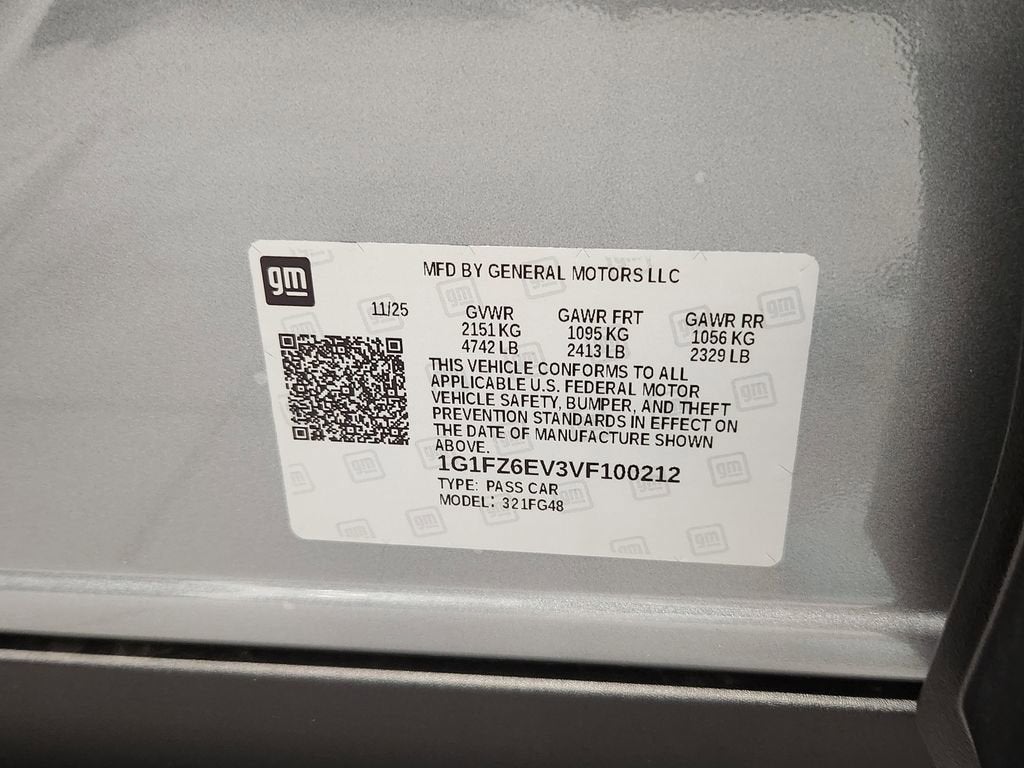 gm
MFD BY GENERAL MOTORS LLC
11/25
GVWR GAWR FRT GAWR RR
2151 KG 1095 KG 1056 KG
4742 LB 2413 LB 2329 LB
THIS VEHICLE CONFORMS TO ALL
APPLICABLE U.S. FEDERAL MOTOR
VEHICLE SAFETY, BUMPER, AND THEFT
PREVENTION STANDARDS IN EFFECT ON
THE DATE OF MANUFACTURE SHOWN
ABOVE.
1G1FZ6EV3VF100212
TYPE: PASS CAR
MODEL: 321FG48